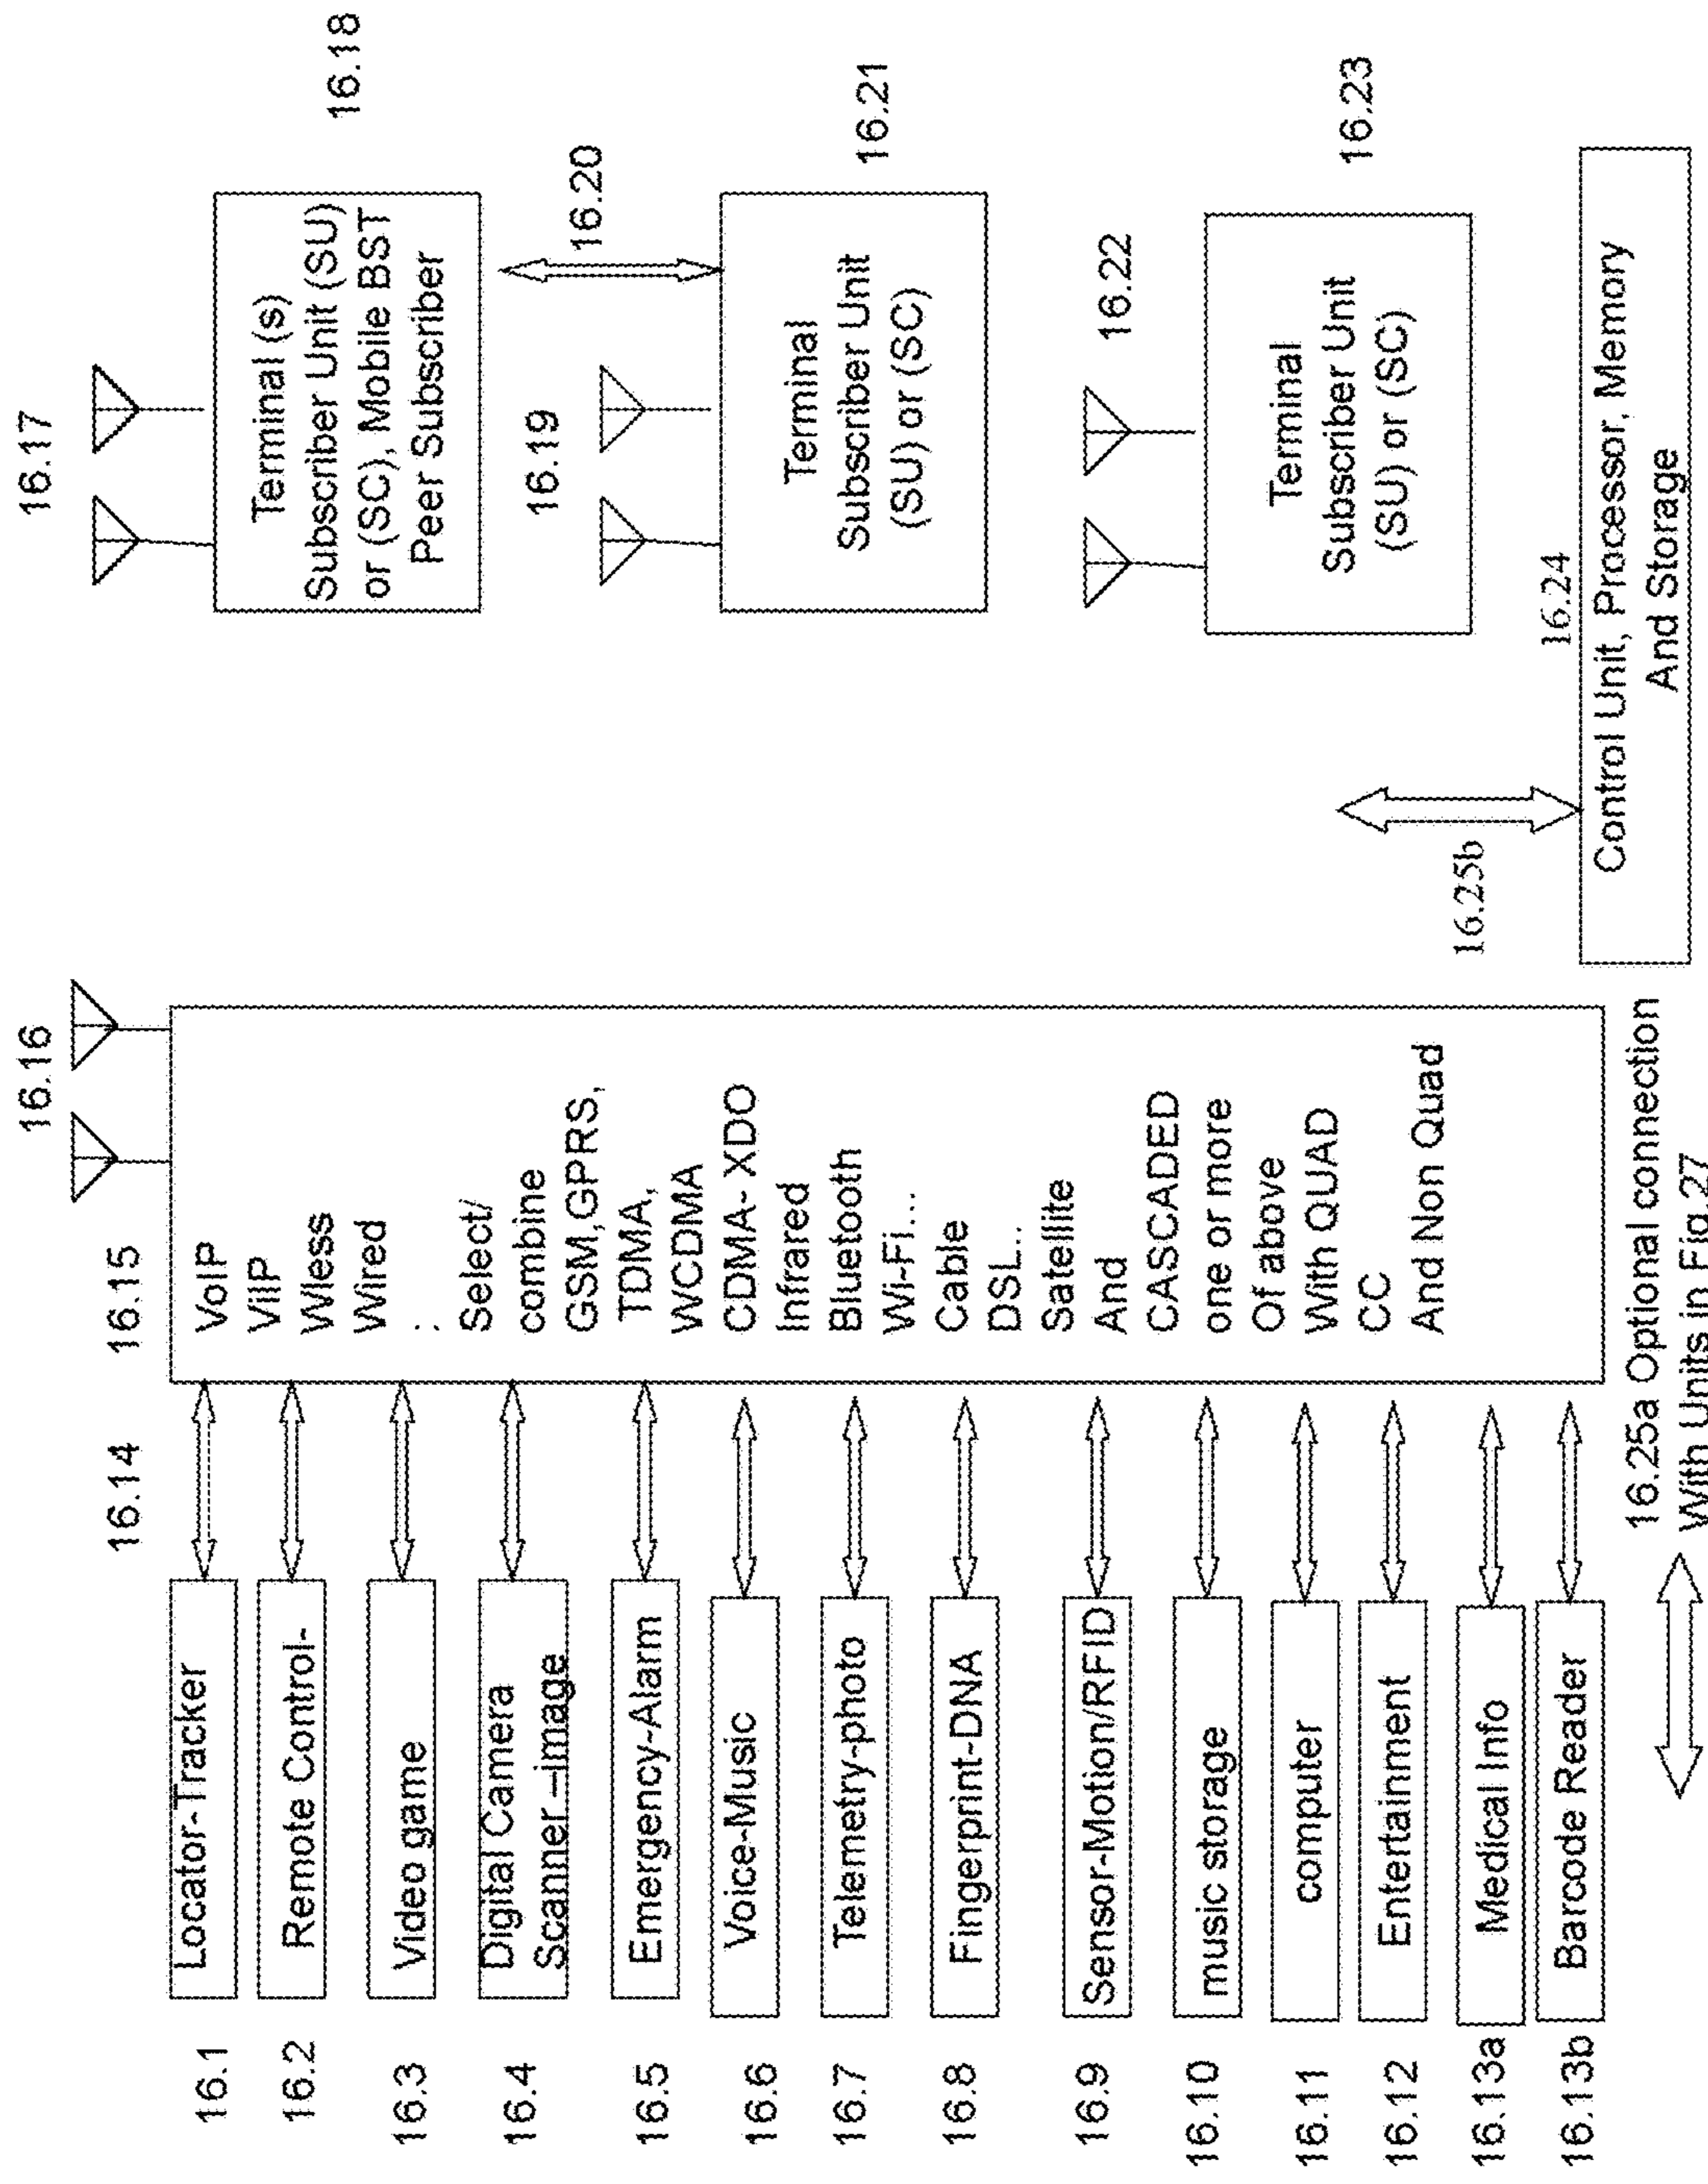 16.1
Locator-Tracker
16.2
Remote Control-
16.3
Video game
16.4
Digital Camera
Scanner –image
16.5
Emergency-Alarm
16.6
Voice-Music
16.7
Telemetry-photo
16.8
Fingerprint-DNA
16.9
Sensor-Motion/RFID
16.10
music storage
16.11
computer
16.12
Entertainment
16.13a
Medical Info
16.13b
Barcode Reader
16.14
16.15
16.16
VoIP
ViIP
Wless
Wired
:
Select/
combine
GSM,GPRS,
TDMA,
WCDMA
CDMA- XDO
Infrared
Bluetooth
Wi-Fi...
Cable
DSL..
Satellite
And
CASCADED
one or more
Of above
With QUAD
CC
And Non Quad
16.25a Optional connection
With Units in Fig.27
16.17
16.18
Terminal (s)
Subscriber Unit (SU)
or (SC), Mobile BST
Peer Subscriber
16.20
16.19
16.21
Terminal
Subscriber Unit
(SU) or (SC)
16.22
16.23
Terminal
Subscriber Unit
(SU) or (SC)
16.25b
16.24
Control Unit, Processor, Memory
And Storage